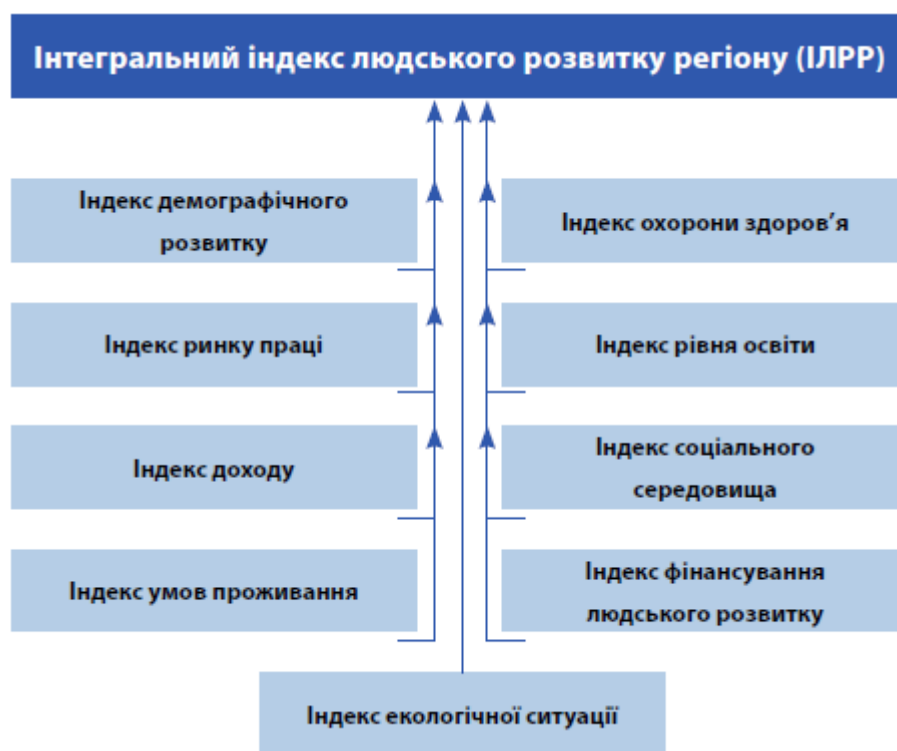 Інтегральний індекс людського розвитку регіону (ІЛРР)
Індекс демографічного
розвитку
Індекс охорони здоров’я
Індекс ринку праці
Індекс рівня освіти
Індекс доходу
Індекс соціального
середовища
Індекс умов проживання
Індекс фінансування
людського розвитку
Індекс екологічної ситуації